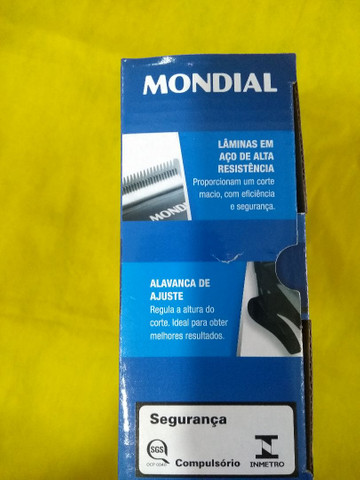 MONDIAL
LÂMINAS EM
AÇO DE ALTA
RESISTÊNCIA
Proporcionam um corte
macio, com eficiência
e segurança.
MONDI
ALAVANCA DE
AJUSTE
Regula a altura do
corte. Ideal para obter
melhores resultados.
Segurança
SGS
Compulsório
INMETRO